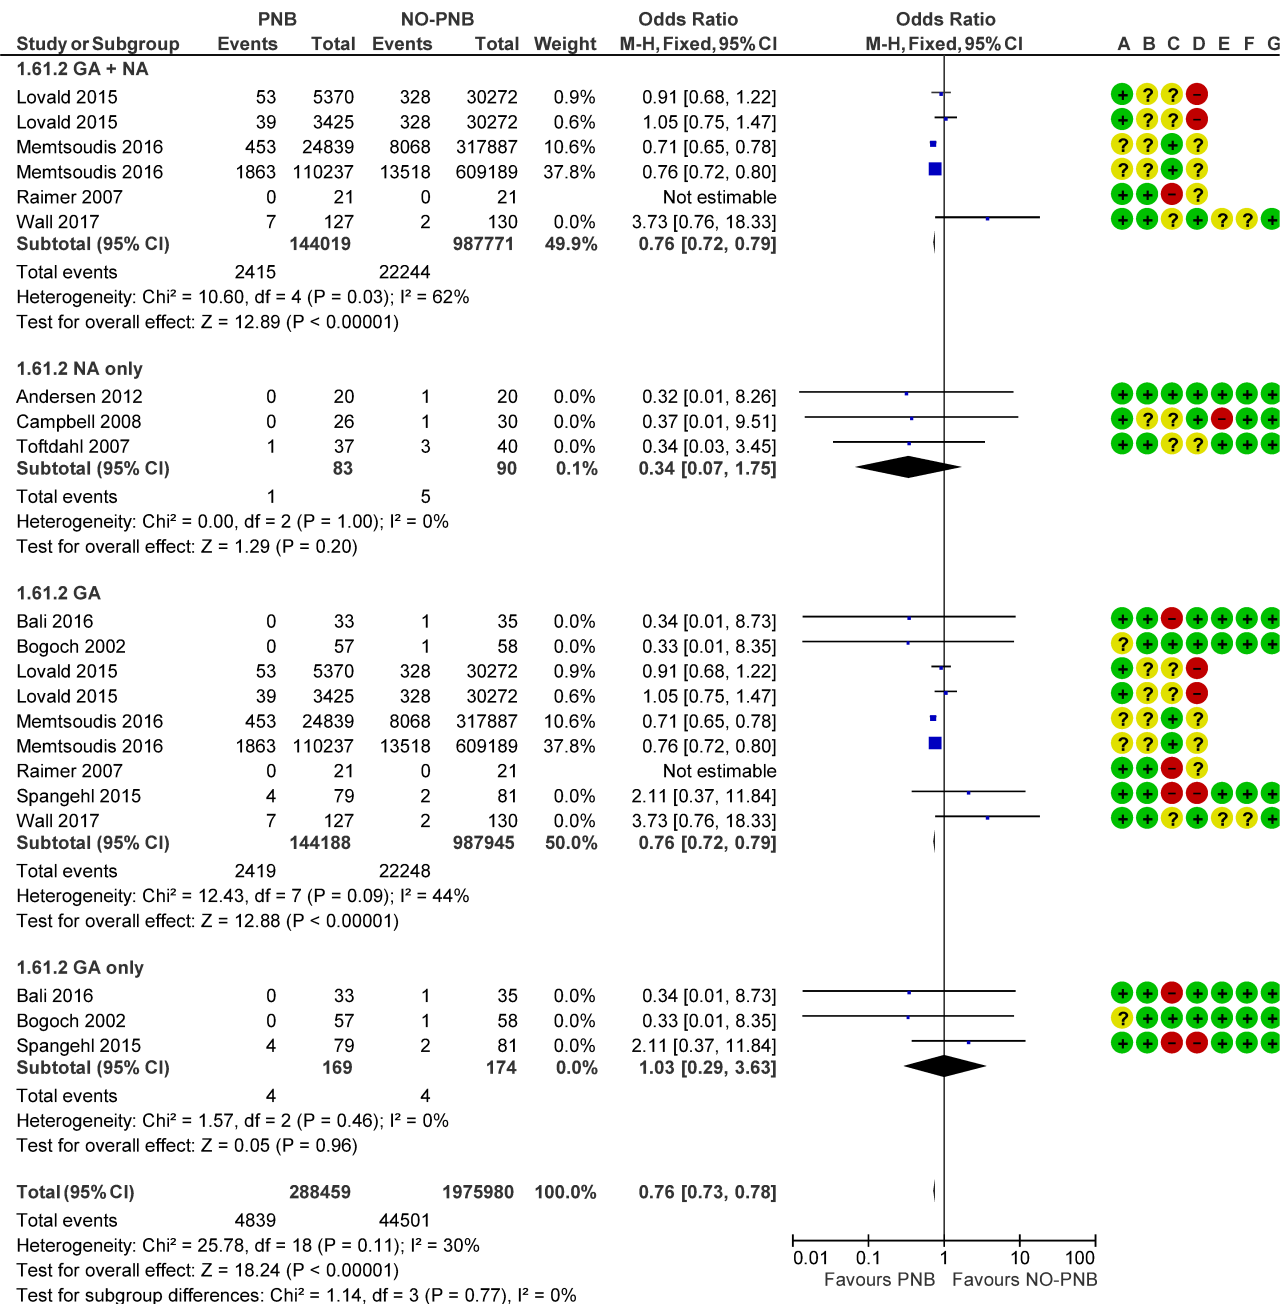 PNB NO-PNB Odds Ratio Odds Ratio
Study or Subgroup Events Total Events Total Weight M-H, Fixed, 95% CI M-H, Fixed, 95% CI A B C D E F G
1.61.2 GA + NA
Lovald 2015 53 5370 328 30272 0.9% 0.91 [0.68, 1.22] + ? ? –
Lovald 2015 39 3425 328 30272 0.6% 1.05 [0.75, 1.47] + ? ? –
Memtsoudis 2016 453 24839 8068 317887 10.6% 0.71 [0.65, 0.78] ? ? + ?
Memtsoudis 2016 1863 110237 13518 609189 37.8% 0.76 [0.72, 0.80] ? ? + ?
Raimer 2007 0 21 0 21 Not estimable + + – ?
Wall 2017 7 127 2 130 0.0% 3.73 [0.76, 18.33] + + ? + ? ? +
Subtotal (95% CI) 144019 987771 49.9% 0.76 [0.72, 0.79]
Total events 2415 22244
Heterogeneity: Chi² = 10.60, df = 4 (P = 0.03); I² = 62%
Test for overall effect: Z = 12.89 (P < 0.00001)
1.61.2 NA only
Andersen 2012 0 20 1 20 0.0% 0.32 [0.01, 8.26] + + + + + + +
Campbell 2008 0 26 1 30 0.0% 0.37 [0.01, 9.51] + ? ? + – + +
Toftdahl 2007 1 37 3 40 0.0% 0.34 [0.03, 3.45] + + ? ? + + +
Subtotal (95% CI) 83 90 0.1% 0.34 [0.07, 1.75]
Total events 1 5
Heterogeneity: Chi² = 0.00, df = 2 (P = 1.00); I² = 0%
Test for overall effect: Z = 1.29 (P = 0.20)
1.61.2 GA
Bali 2016 0 33 1 35 0.0% 0.34 [0.01, 8.73] + + – + + + +
Bogoch 2002 0 57 1 58 0.0% 0.33 [0.01, 8.35] ? + + + + + +
Lovald 2015 53 5370 328 30272 0.9% 0.91 [0.68, 1.22] + ? ? –
Lovald 2015 39 3425 328 30272 0.6% 1.05 [0.75, 1.47] + ? ? –
Memtsoudis 2016 453 24839 8068 317887 10.6% 0.71 [0.65, 0.78] ? ? + ?
Memtsoudis 2016 1863 110237 13518 609189 37.8% 0.76 [0.72, 0.80] ? ? + ?
Raimer 2007 0 21 0 21 Not estimable + + – ?
Spangehl 2015 4 79 2 81 0.0% 2.11 [0.37, 11.84] + + – – + + +
Wall 2017 7 127 2 130 0.0% 3.73 [0.76, 18.33] + + ? + ? ? +
Subtotal (95% CI) 144188 987945 50.0% 0.76 [0.72, 0.79]
Total events 2419 22248
Heterogeneity: Chi² = 12.43, df = 7 (P = 0.09); I² = 44%
Test for overall effect: Z = 12.88 (P < 0.00001)
1.61.2 GA only
Bali 2016 0 33 1 35 0.0% 0.34 [0.01, 8.73] + + – + + + +
Bogoch 2002 0 57 1 58 0.0% 0.33 [0.01, 8.35] ? + + + + + +
Spangehl 2015 4 79 2 81 0.0% 2.11 [0.37, 11.84] + + – – + + +
Subtotal (95% CI) 169 174 0.0% 1.03 [0.29, 3.63]
Total events 4 4
Heterogeneity: Chi² = 1.57, df = 2 (P = 0.46); I² = 0%
Test for overall effect: Z = 0.05 (P = 0.96)
Total (95% CI) 288459 1975980 100.0% 0.76 [0.73, 0.78]
Total events 4839 44501
Heterogeneity: Chi² = 25.78, df = 18 (P = 0.11); I² = 30%
Test for overall effect: Z = 18.24 (P < 0.00001)
Test for subgroup differences: Chi² = 1.14, df = 3 (P = 0.77), I² = 0%
0.01 0.1 1 10 100
Favours PNB Favours NO-PNB